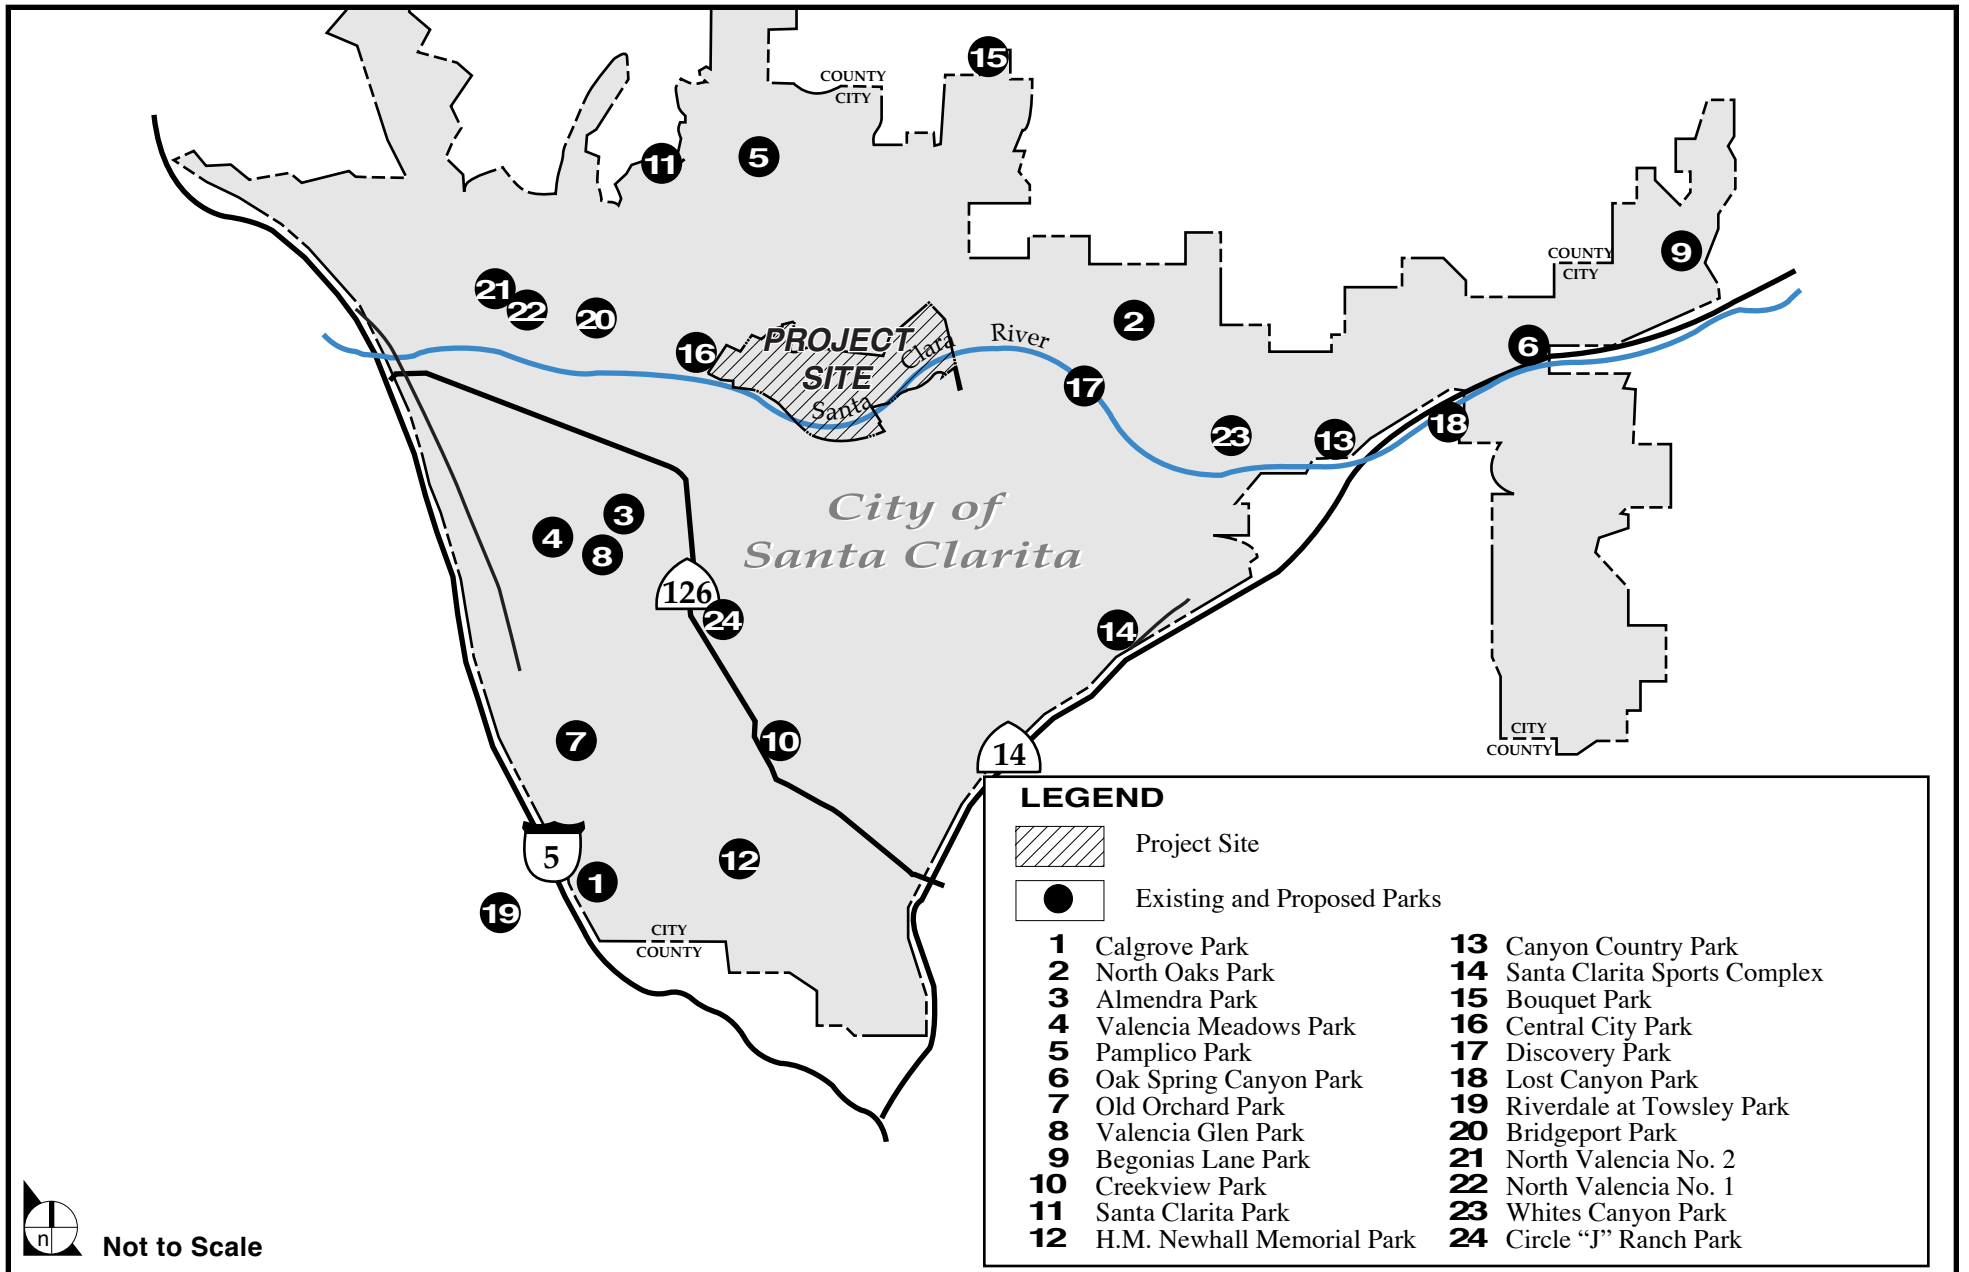 15
COUNTY
CITY
11
5
COUNTY
CITY
9
21
22
20
2
16
PROJECT
SITE
Santa Clara River
6
17
18
23
13
City of
Santa Clarita
3
4
8
126
24
14
7
10
14
CITY
COUNTY
5
1
12
19
CITY
COUNTY
LEGEND
Project Site
Existing and Proposed Parks
1 Calgrove Park
2 North Oaks Park
3 Almendra Park
4 Valencia Meadows Park
5 Pamplico Park
6 Oak Spring Canyon Park
7 Old Orchard Park
8 Valencia Glen Park
9 Begonias Lane Park
10 Creekview Park
11 Santa Clarita Park
12 H.M. Newhall Memorial Park
13 Canyon Country Park
14 Santa Clarita Sports Complex
15 Bouquet Park
16 Central City Park
17 Discovery Park
18 Lost Canyon Park
19 Riverdale at Towsley Park
20 Bridgeport Park
21 North Valencia No. 2
22 North Valencia No. 1
23 Whites Canyon Park
24 Circle “J” Ranch Park
n
Not to Scale